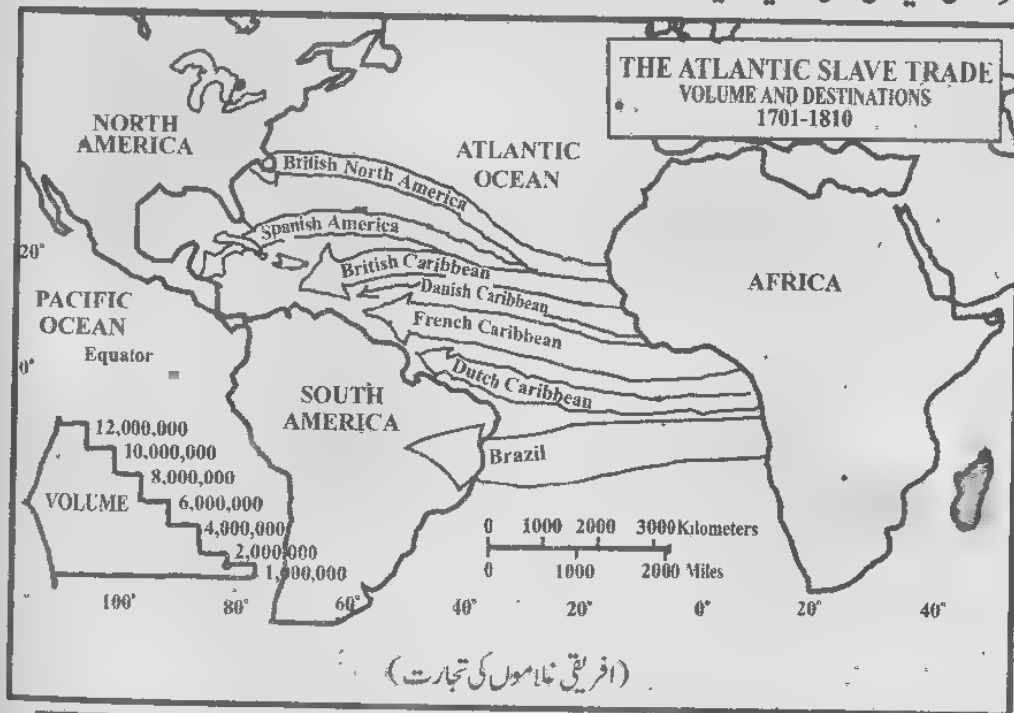 THE ATLANTIC SLAVE TRADE
VOLUME AND DESTINATIONS
1701-1810
NORTH
AMERICA
ATLANTIC
OCEAN
British North America
Spanish America
British Caribbean
Danish Caribbean
French Caribbean
Dutch Caribbean
Brazil
AFRICA
20°
PACIFIC
OCEAN
Equator
0°
SOUTH
AMERICA
12,000,000
10,000,000
8,000,000
VOLUME
6,000,000
4,000,000
2,000,000
1,000,000
0 1000 2000 3000 Kilometers
0 1000 2000 Miles
100° 80° 60° 40° 20° 0° 20° 40°
(افریقی غلاموں کی تجارت)